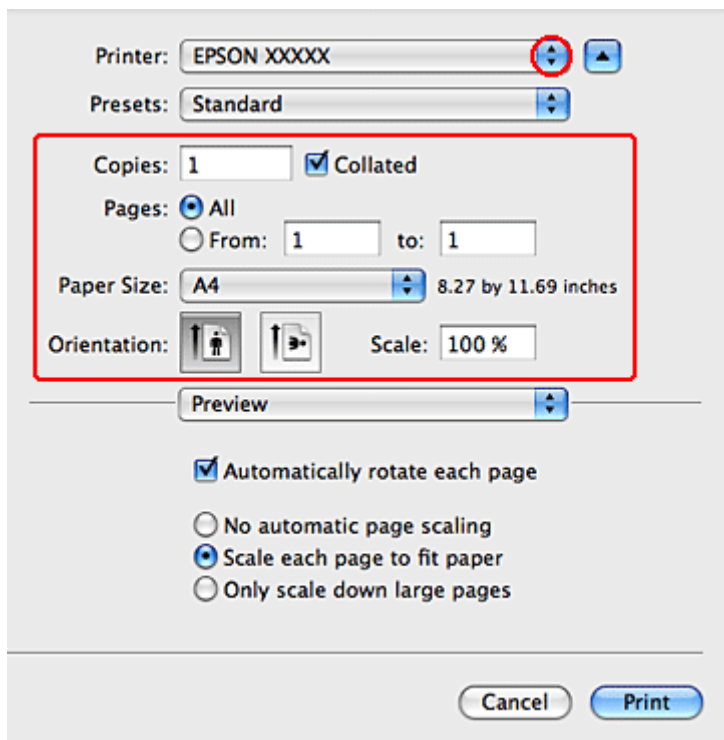 Printer: EPSON XXXXX
Presets: Standard
Copies: 1 Collated
Pages: All
From: 1 to: 1
Paper Size: A4 8.27 by 11.69 inches
Orientation: Scale: 100 %
Preview
Automatically rotate each page
No automatic page scaling
Scale each page to fit paper
Only scale down large pages
Cancel Print